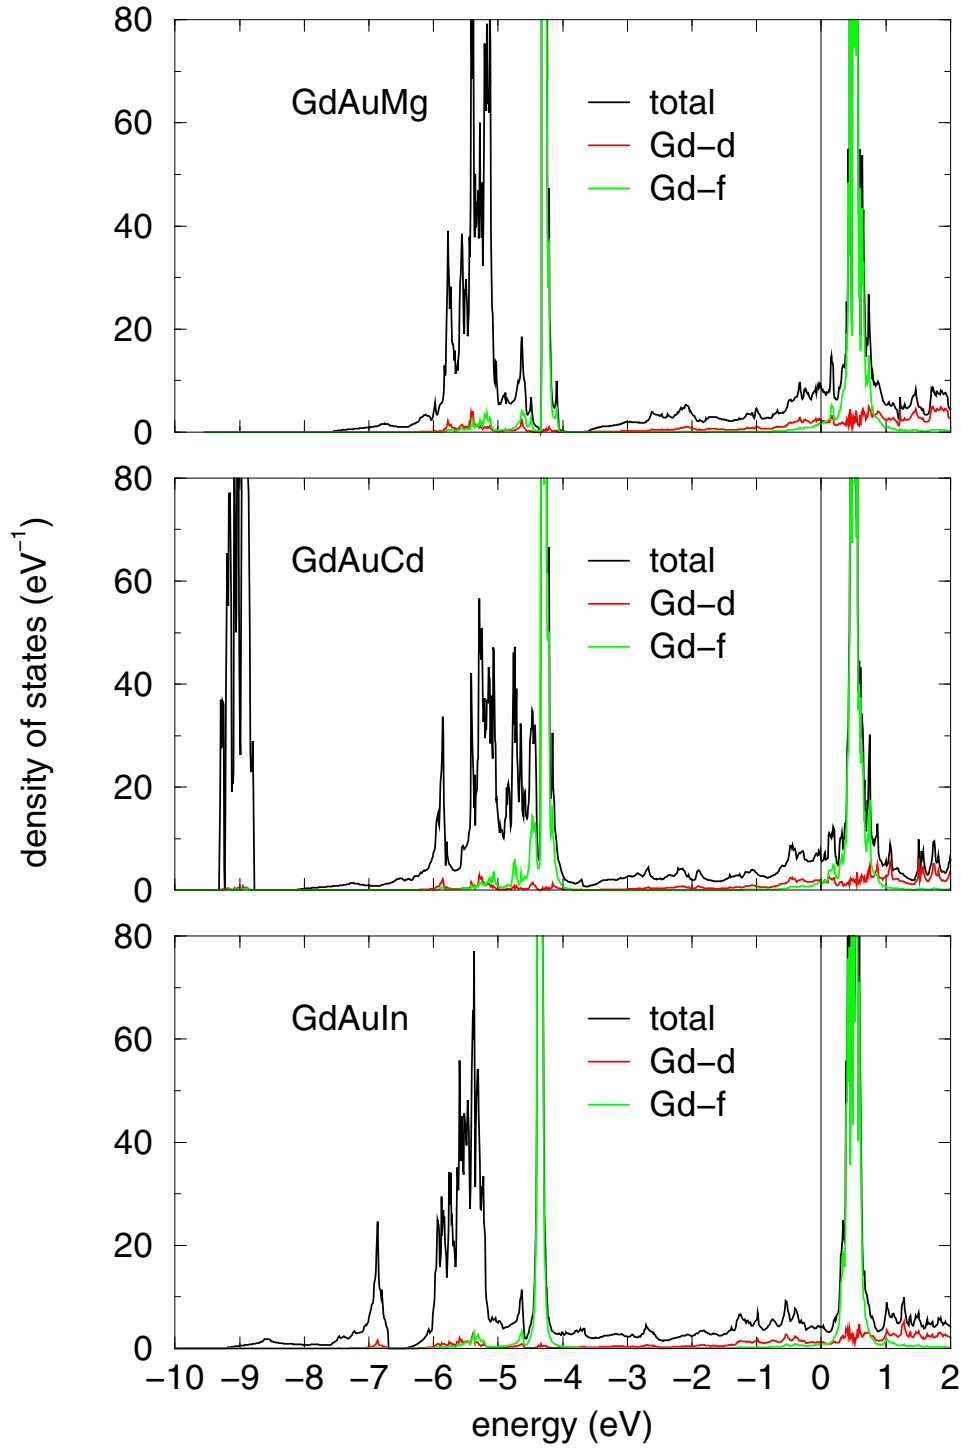 80
60
40
20
0
GdAuMg
total
Gd−d
Gd−f
80
60
40
20
0
GdAuCd
total
Gd−d
Gd−f
density of states (eV⁻¹)
80
60
40
20
0
GdAuIn
total
Gd−d
Gd−f
−10 −9 −8 −7 −6 −5 −4 −3 −2 −1 0 1 2
energy (eV)